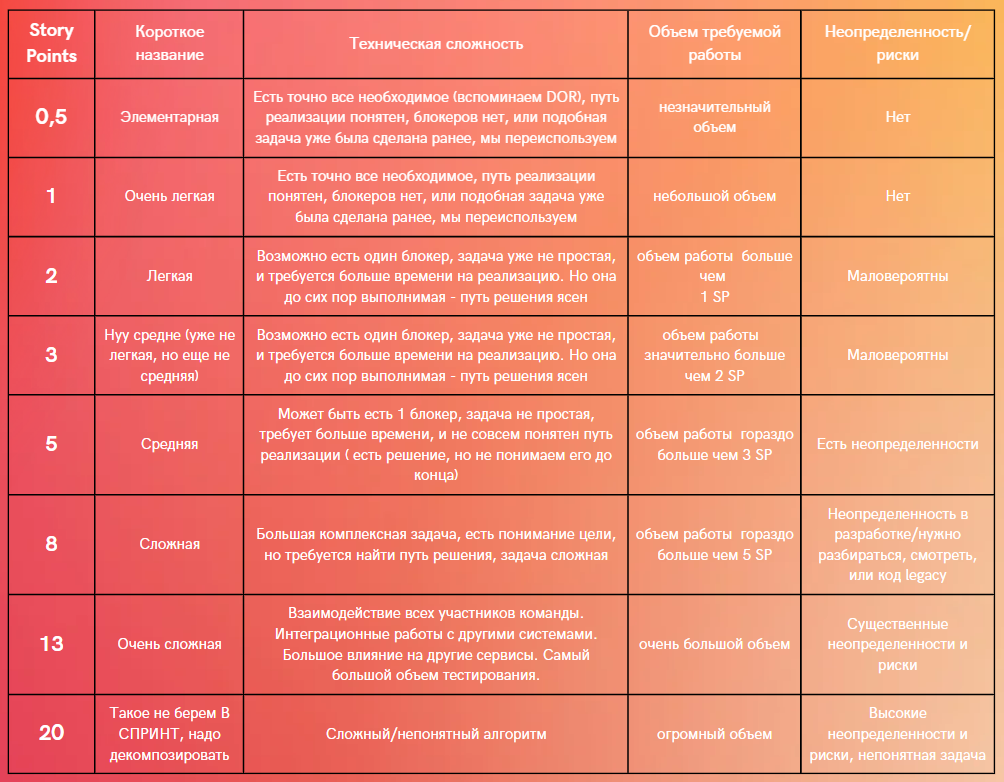 Story
Points
Короткое
название
Техническая сложность
Объем требуемой
работы
Неопределенность/
риски
0,5
Элементарная
Есть точно все необходимое (вспоминаем DOR), путь
реализации понятен, блокеров нет, или подобная
задача уже была сделана ранее, мы переиспользуем
незначительный
объем
Нет
1
Очень легкая
Есть точно все необходимое, путь реализации
понятен, блокеров нет, или подобная задача уже
была сделана ранее, мы переиспользуем
небольшой объем
Нет
2
Легкая
Возможно есть один блокер, задача уже не простая,
и требуется больше времени на реализацию. Но она
до сих пор выполнимая - путь решения ясен
объем работы больше
чем
1 SP
Маловероятны
3
Нуу средне (уже не
легкая, но еще не
средняя)
Возможно есть один блокер, задача уже не простая,
и требуется больше времени на реализацию. Но она
до сих пор выполнимая - путь решения ясен
объем работы
значительно больше
чем 2 SP
Маловероятны
5
Средняя
Может быть есть 1 блокер, задача не простая,
требует больше времени, и не совсем понятен путь
реализации ( есть решение, но не понимаем его до
конца)
объем работы гораздо
больше чем 3 SP
Есть неопределенности
8
Сложная
Большая комплексная задача, есть понимание цели,
но требуется найти путь решения, задача сложная
объем работы гораздо
больше чем 5 SP
Неопределенность в
разработке/нужно
разбираться, смотреть,
или код legacy
13
Очень сложная
Взаимодействие всех участников команды.
Интеграционные работы с другими системами.
Большое влияние на другие сервисы. Самый
большой объем тестирования.
очень большой объем
Существенные
неопределенности и
риски
20
Такое не берем В
СПРИНТ, надо
декомпозировать
Сложный/непонятный алгоритм
огромный объем
Высокие
неопределенности и
риски, непонятная задача